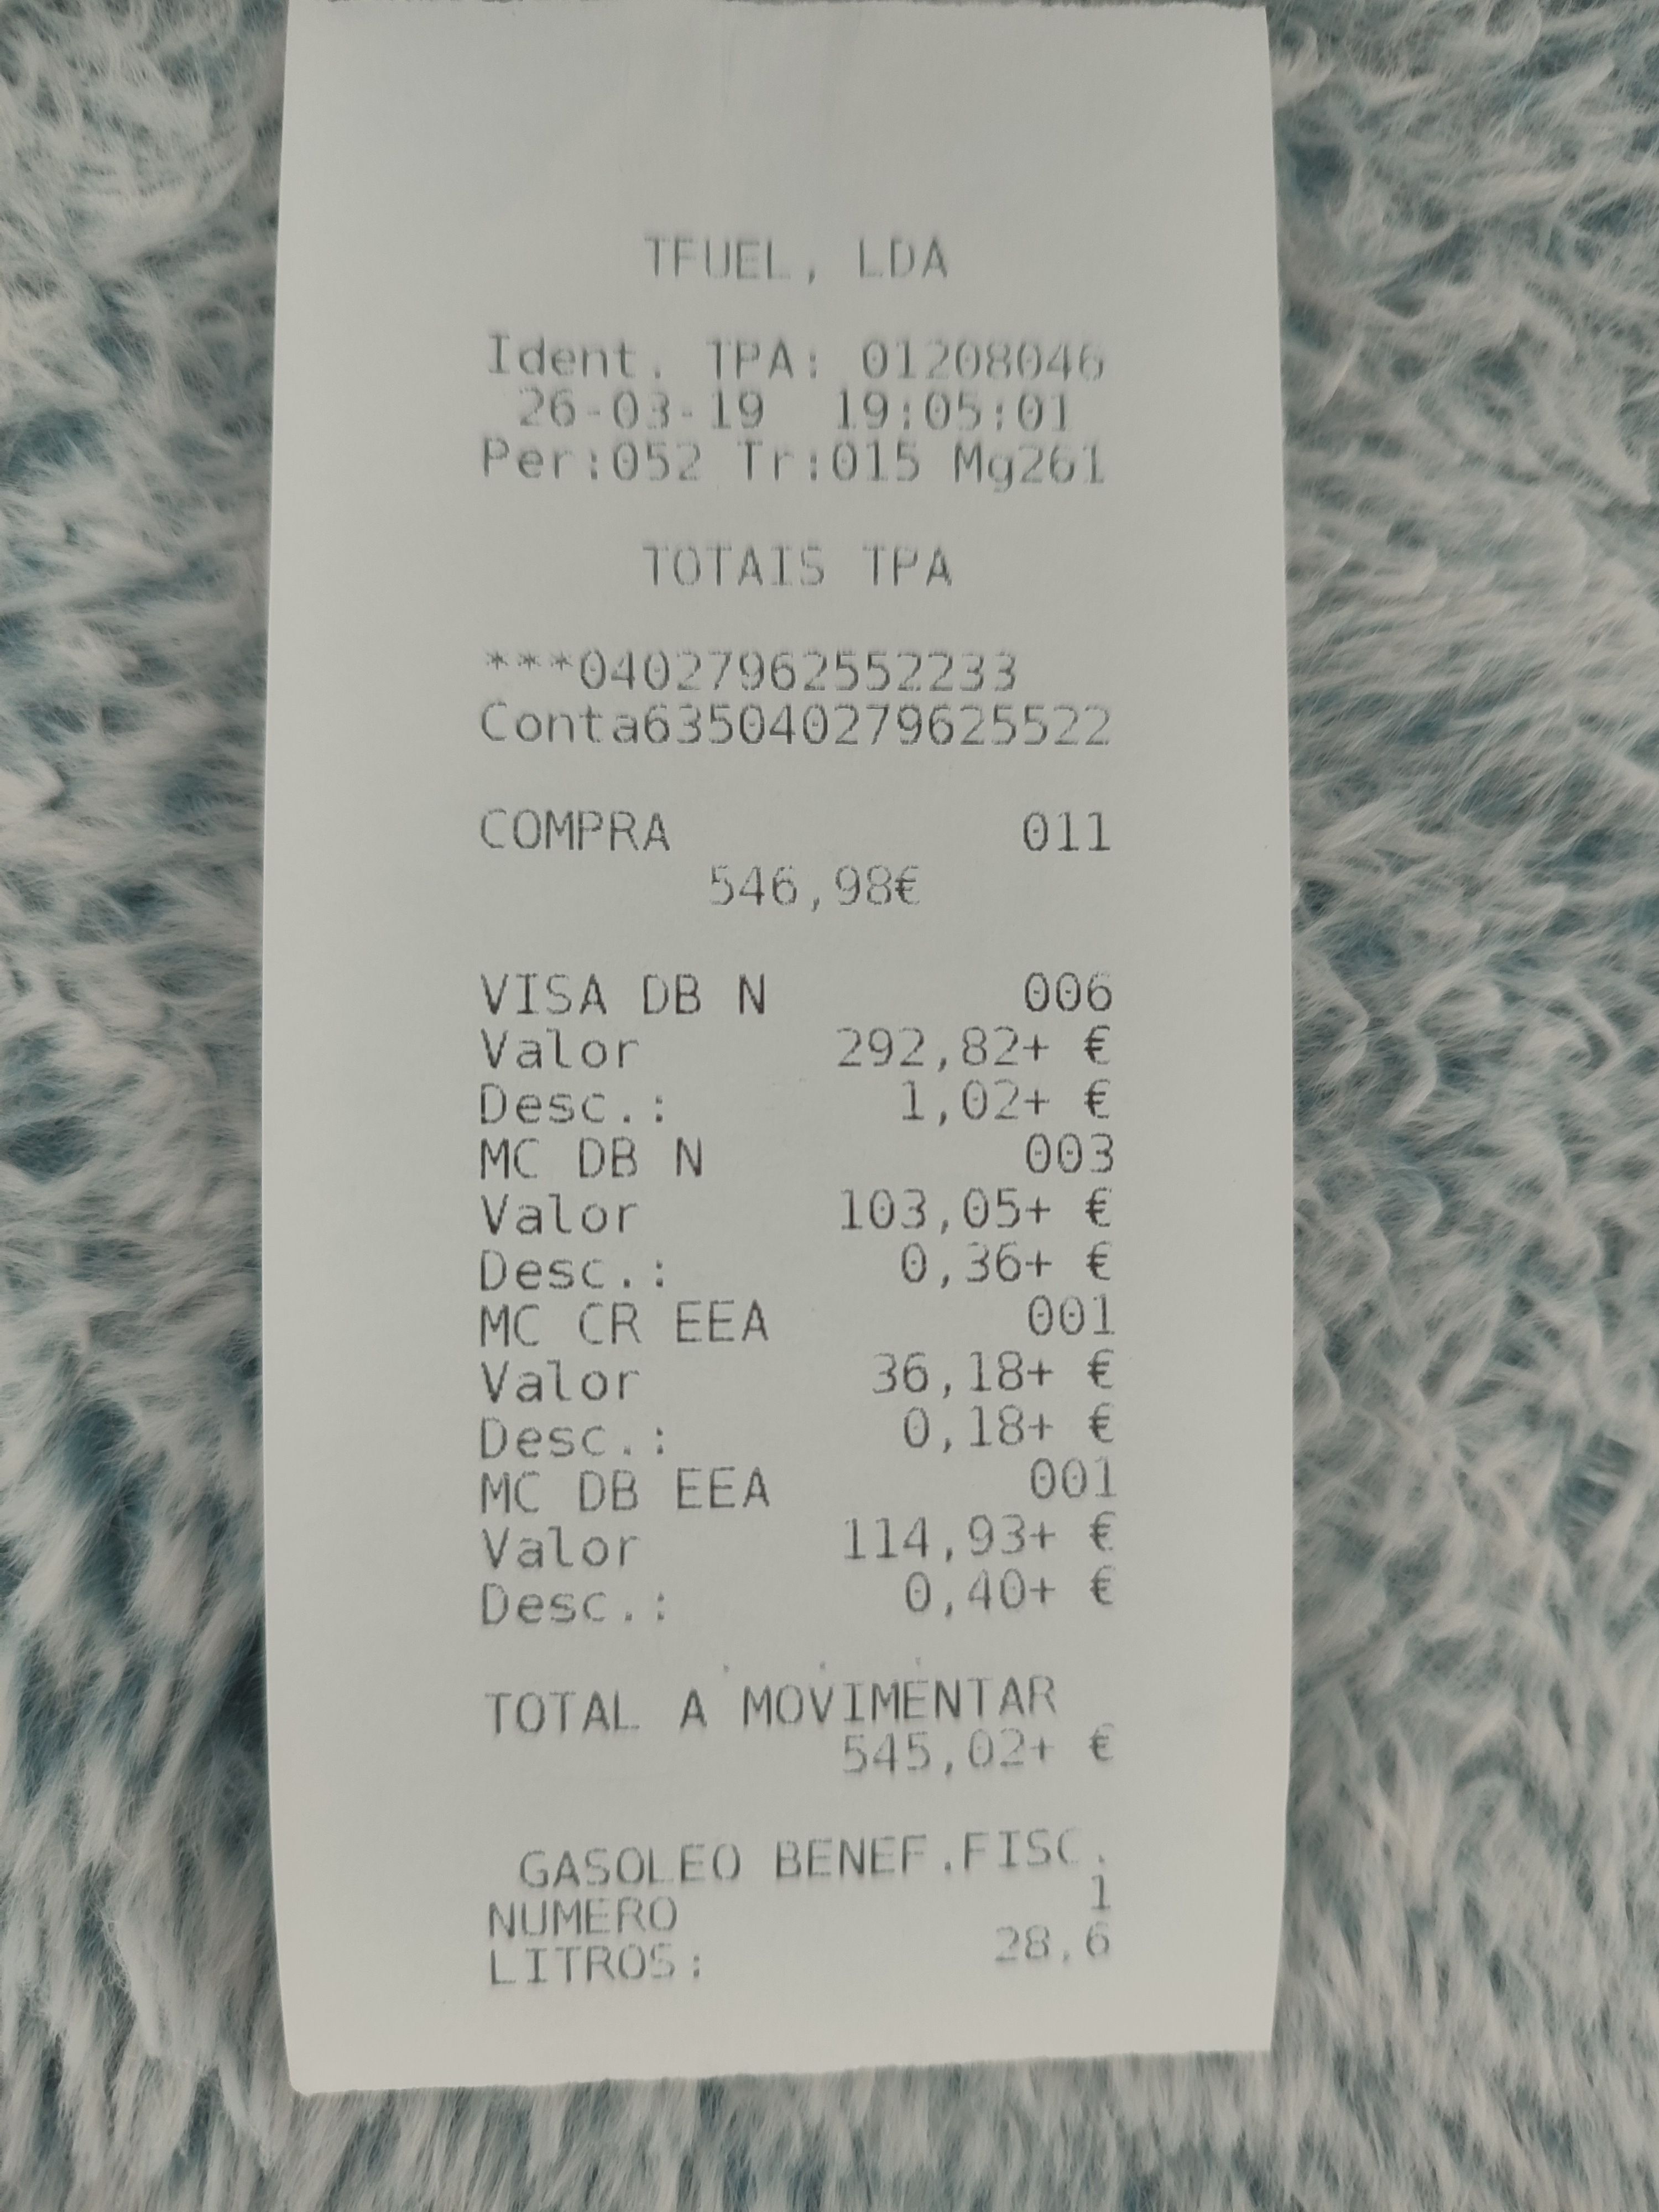 TFUEL, LDA
Ident. TPA: 01208046
26-03-19 19:05:01
Per:052 Tr:015 Mg261
TOTAIS TPA
***04027962552233
Conta635040279625522
COMPRA 011
546,98€
VISA DB N 006
Valor 292,82+ €
Desc.: 1,02+ €
MC DB N 003
Valor 103,05+ €
Desc.: 0,36+ €
MC CR EEA 001
Valor 36,18+ €
Desc.: 0,18+ €
MC DB EEA 001
Valor 114,93+ €
Desc.: 0,40+ €
TOTAL A MOVIMENTAR
545,02+ €
GASOLEO BENEF.FISC.
NUMERO 1
LITROS: 28,6